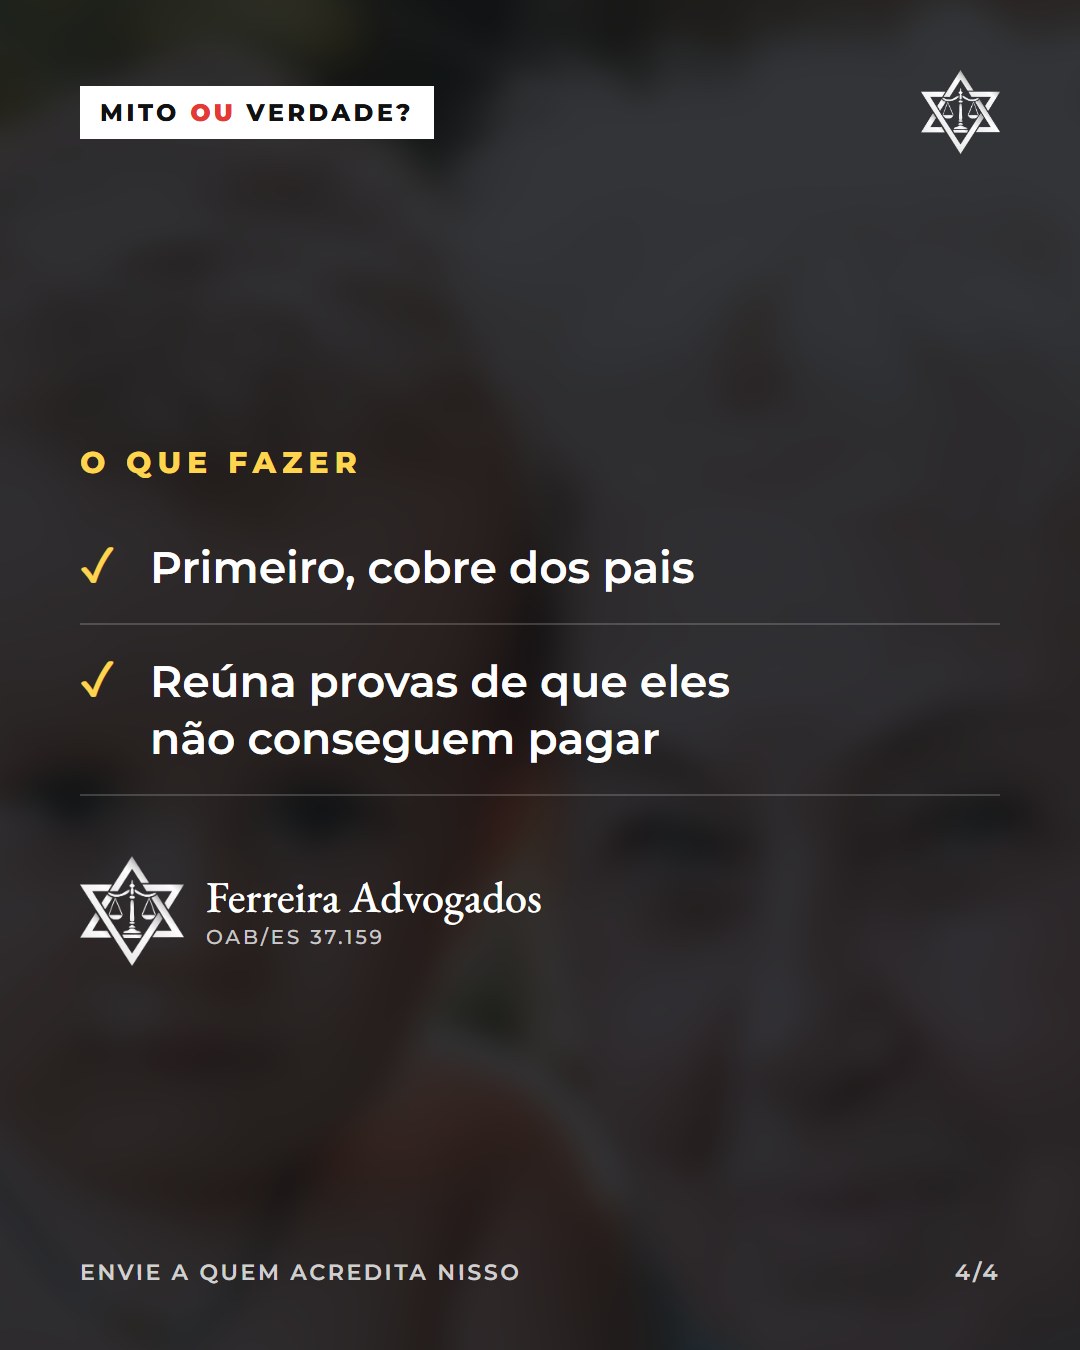 MITO OU VERDADE?
O QUE FAZER
✓ Primeiro, cobre dos pais
✓ Reúna provas de que eles
não conseguem pagar
Ferreira Advogados
OAB/ES 37.159
ENVIE A QUEM ACREDITA NISSO
4/4